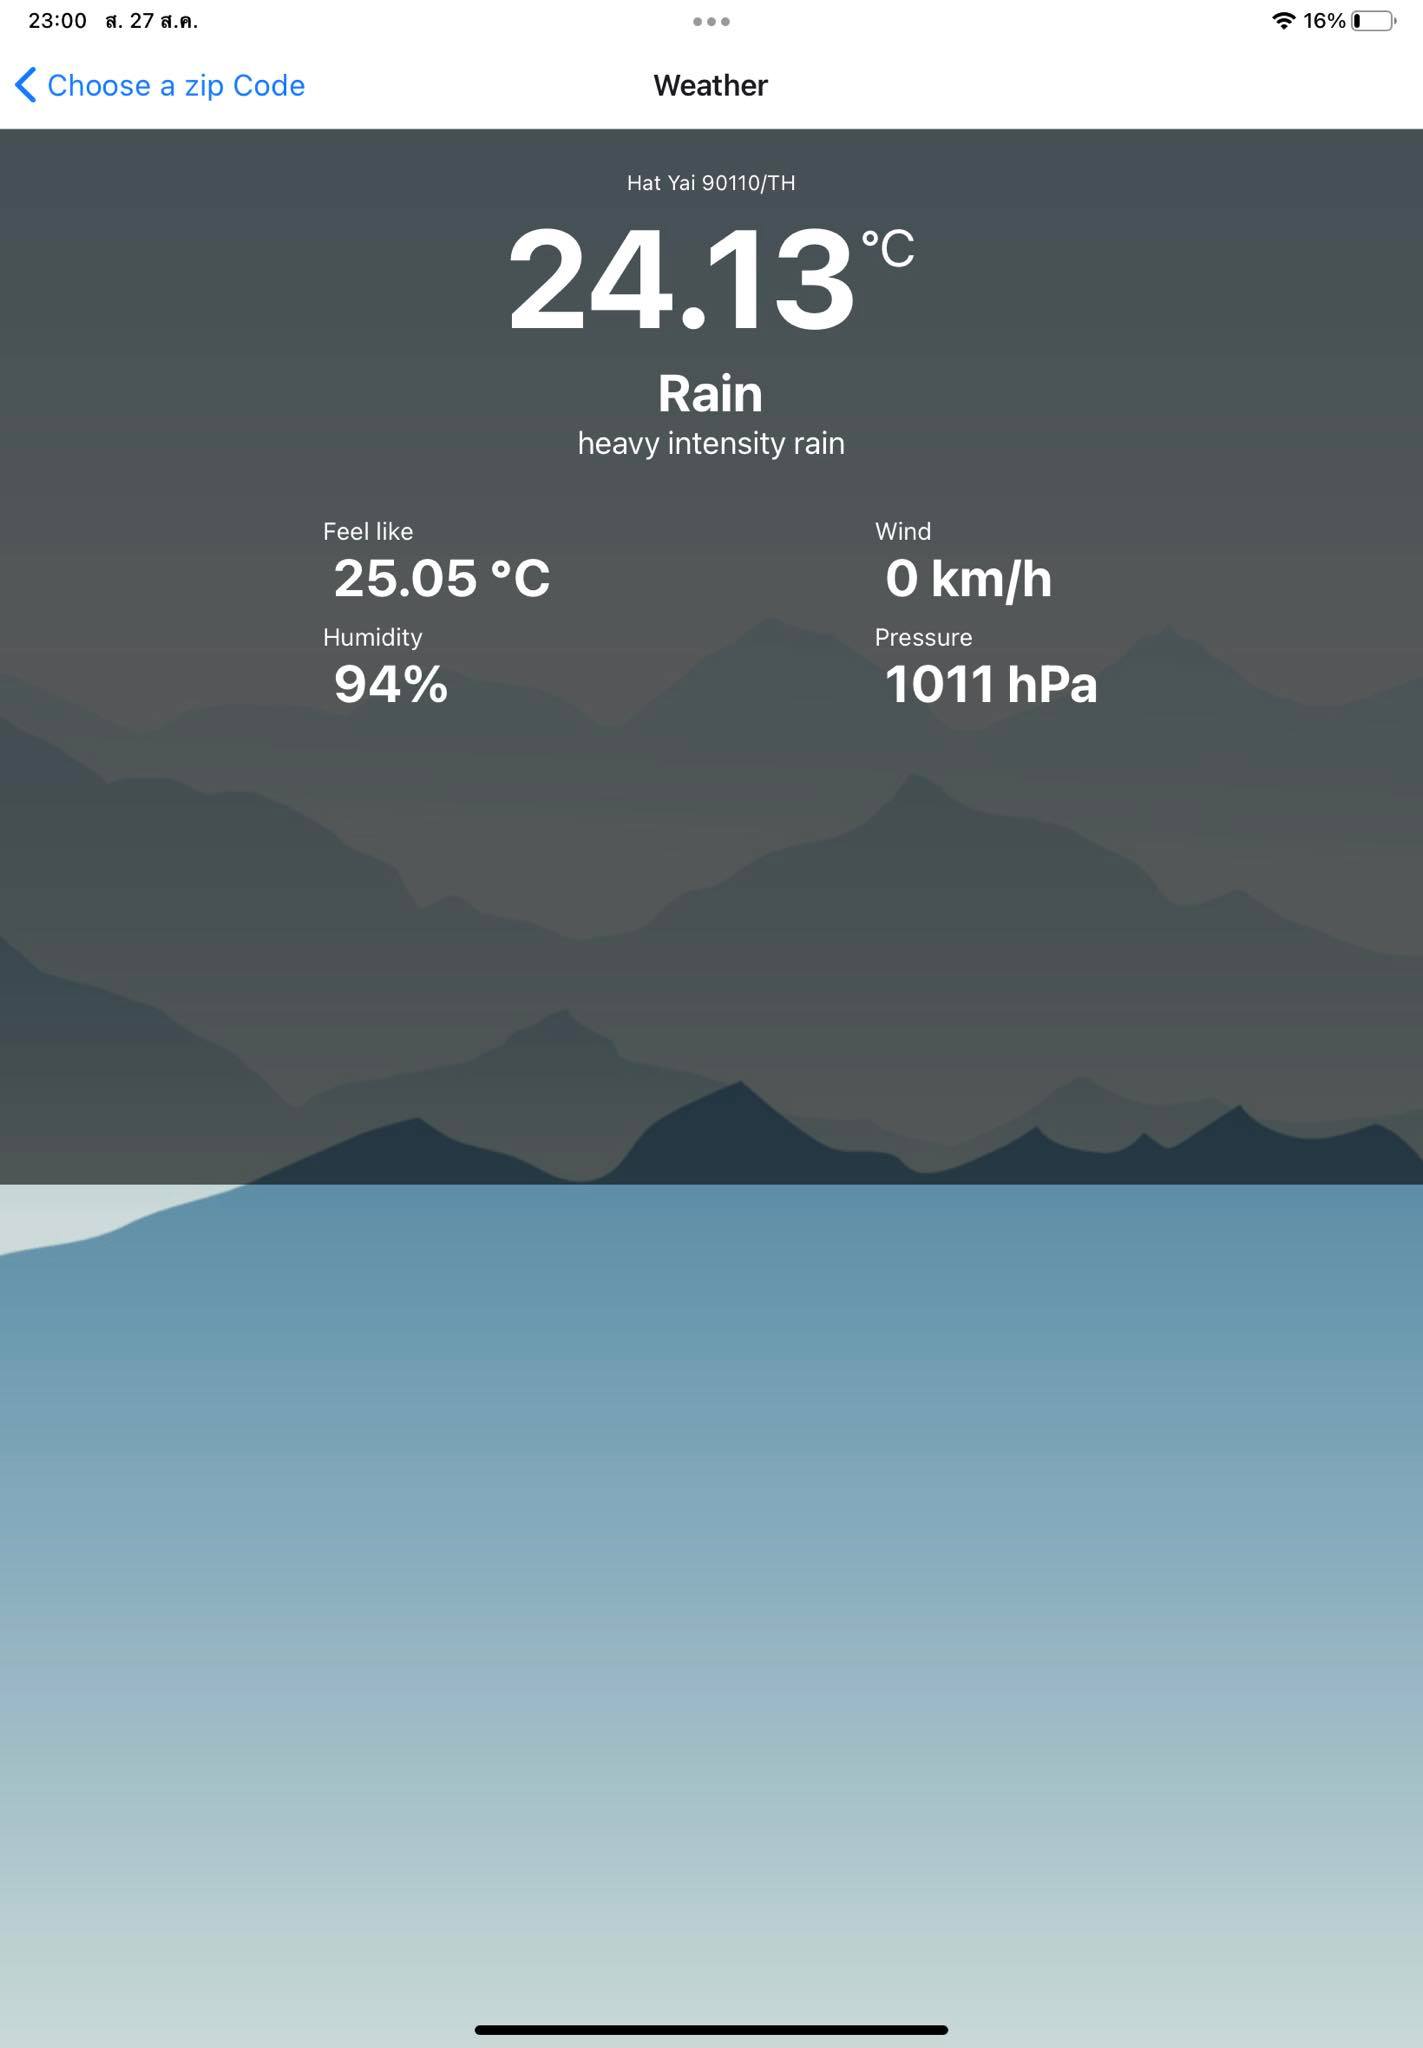 23:00 ส. 27 ส.ค.
16%
Choose a zip Code
Weather
Hat Yai 90110/TH
24.13 °C
Rain
heavy intensity rain
Feel like
25.05 °C
Wind
0 km/h
Humidity
94%
Pressure
1011 hPa